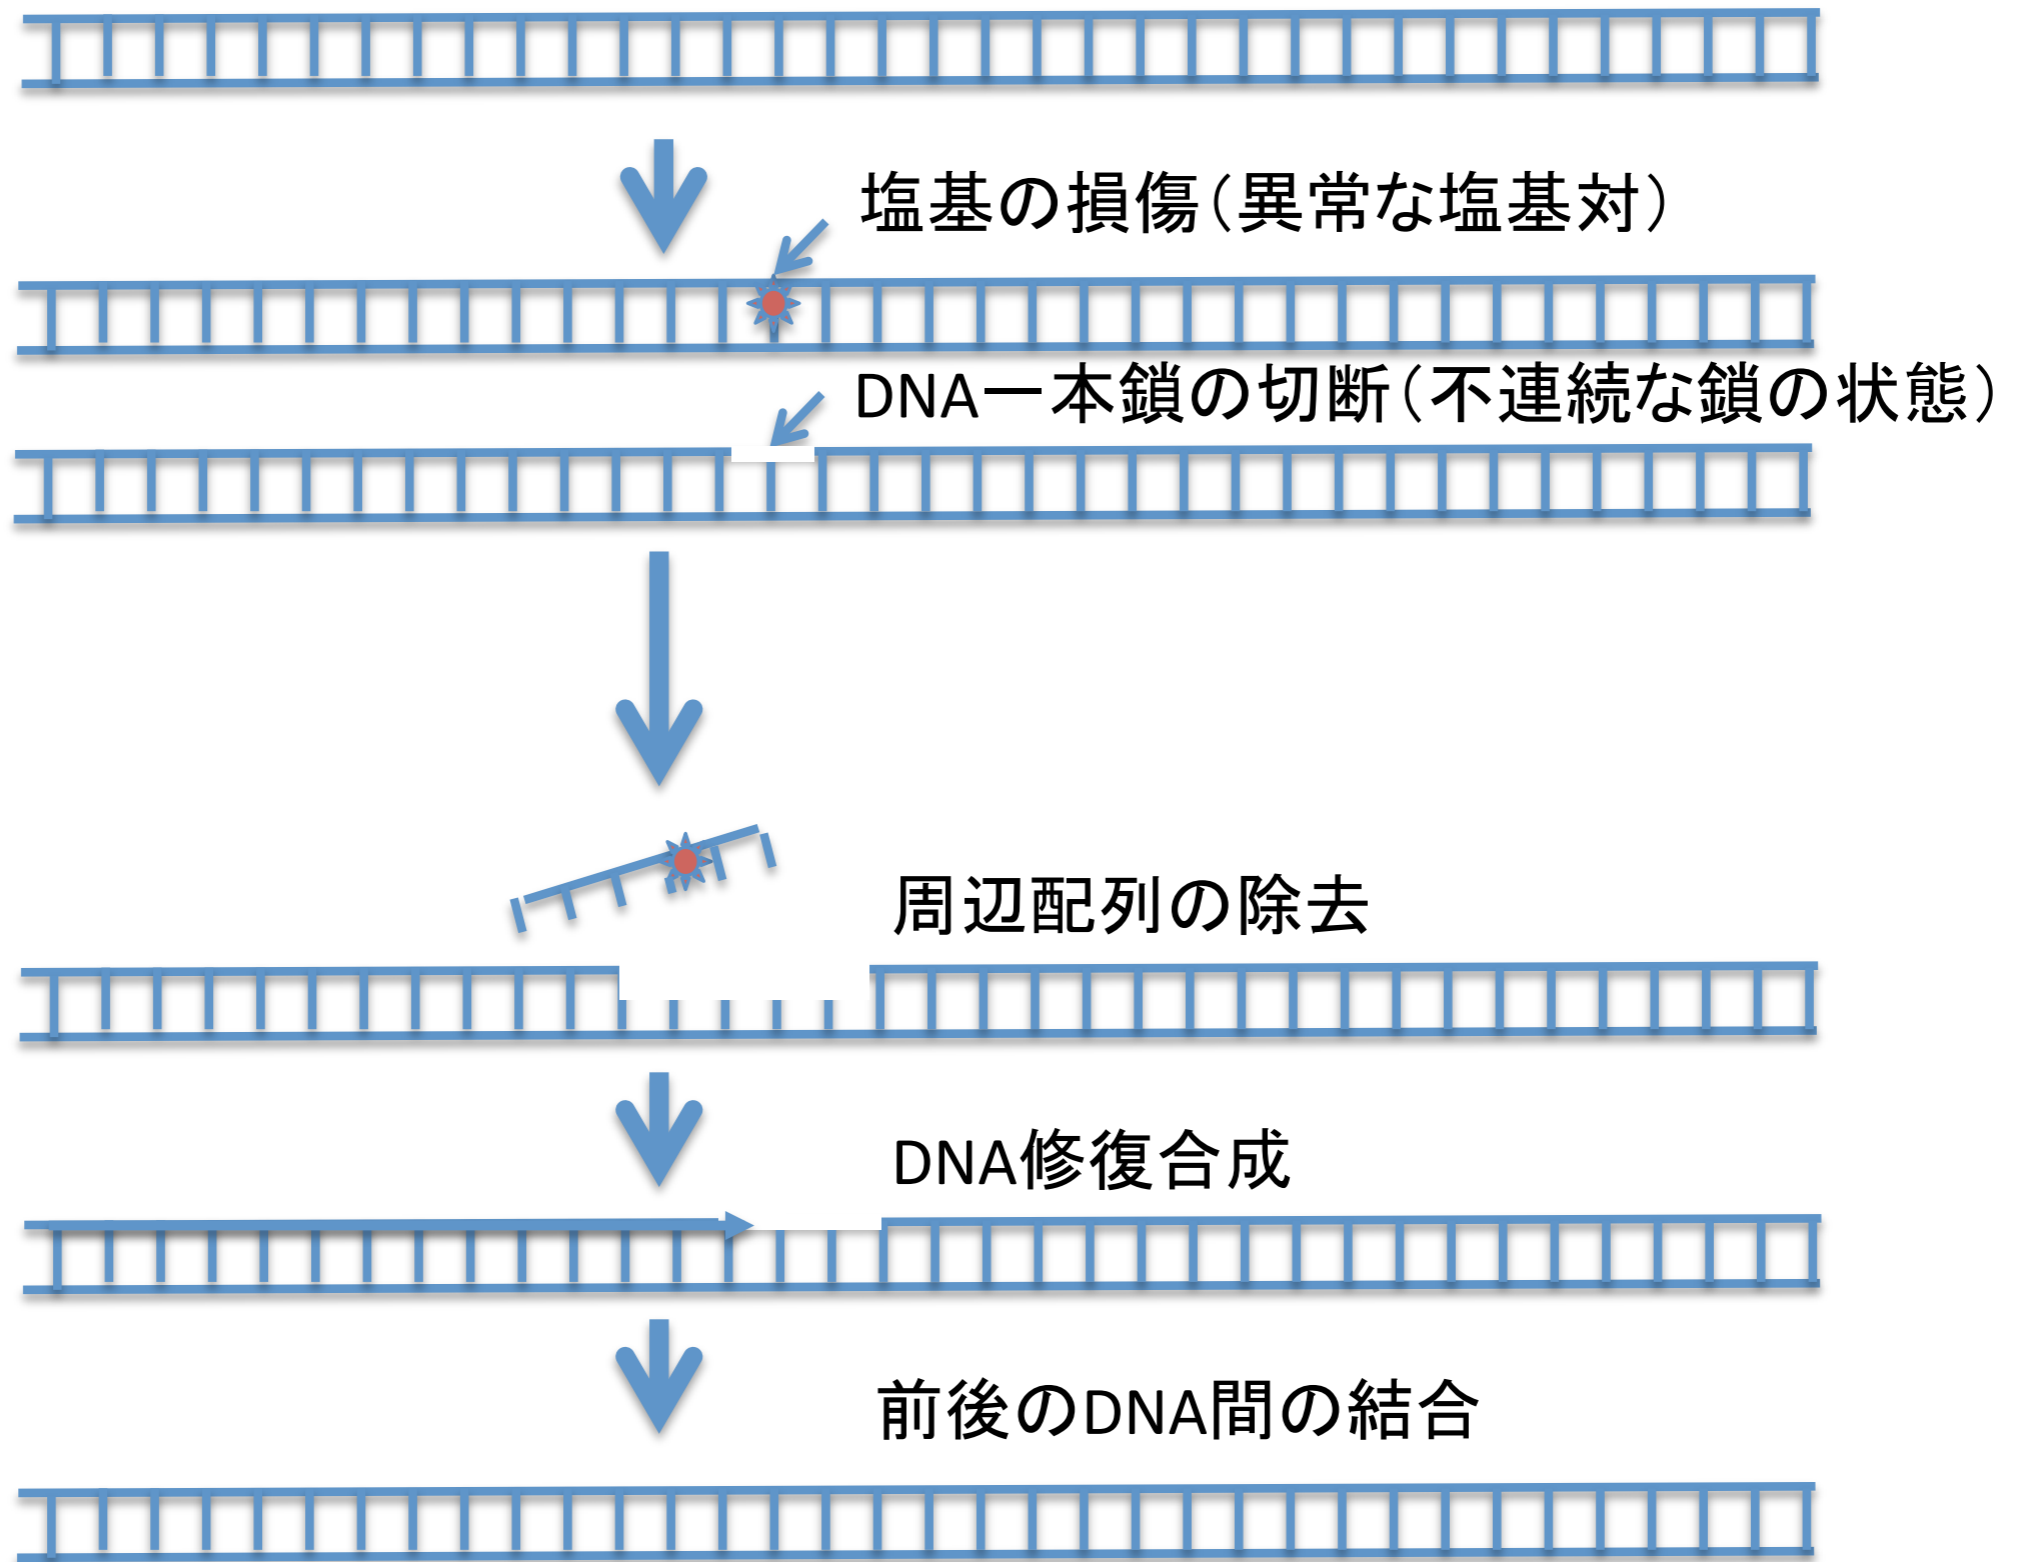 塩基の損傷（異常な塩基対）
DNA一本鎖の切断（不連続な鎖の状態）
周辺配列の除去
DNA修復合成
前後のDNA間の結合